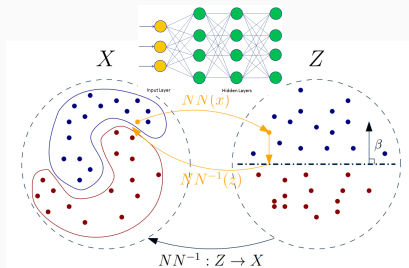 Input Layer
Hidden Layers
X
Z
NN(x)
β
NN⁻¹(z)
NN⁻¹ : Z → X